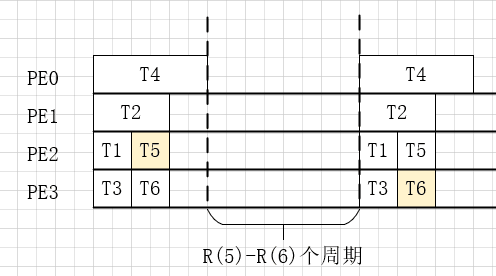 PE0 T4 T4
PE1 T2 T2
PE2 T1 T5 T1 T5
PE3 T3 T6 T3 T6
R(5)-R(6)个周期